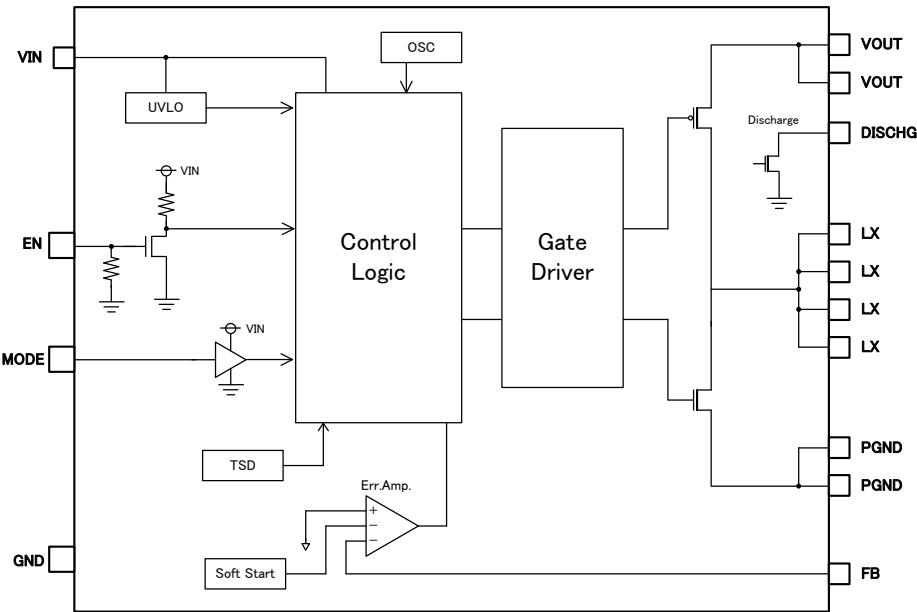 VIN
OSC
VOUT
UVLO
VOUT
Discharge
DISCHG
VIN
EN
Control
Logic
Gate
Driver
LX
LX
LX
LX
MODE
VIN
TSD
Err.Amp.
PGND
PGND
+
−
−
GND
Soft Start
FB